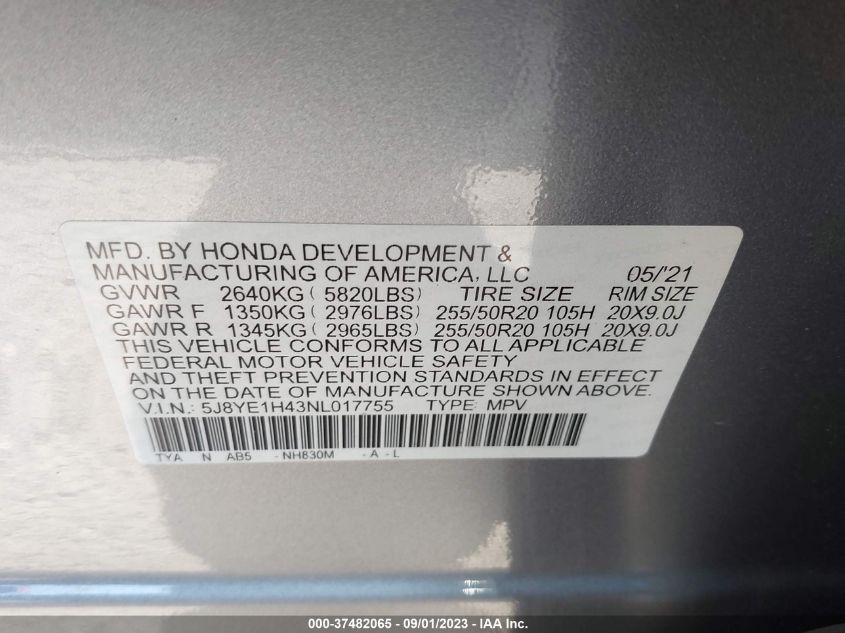 MFD. BY HONDA DEVELOPMENT &
MANUFACTURING OF AMERICA, LLC 05/'21
GVWR 2640KG ( 5820LBS) TIRE SIZE RIM SIZE
GAWR F 1350KG ( 2976LBS) 255/50R20 105H 20X9.0J
GAWR R 1345KG ( 2965LBS) 255/50R20 105H 20X9.0J
THIS VEHICLE CONFORMS TO ALL APPLICABLE
FEDERAL MOTOR VEHICLE SAFETY
AND THEFT PREVENTION STANDARDS IN EFFECT
ON THE DATE OF MANUFACTURE SHOWN ABOVE.
V.I.N.: 5J8YE1H43NL017755 TYPE: MPV
TYA N AB5 -NH830M -A-L
000-37482065 - 09/01/2023 - IAA Inc.